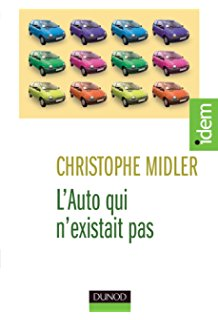 idem
CHRISTOPHE MIDLER
L'Auto qui
n'existait pas
DUNOD